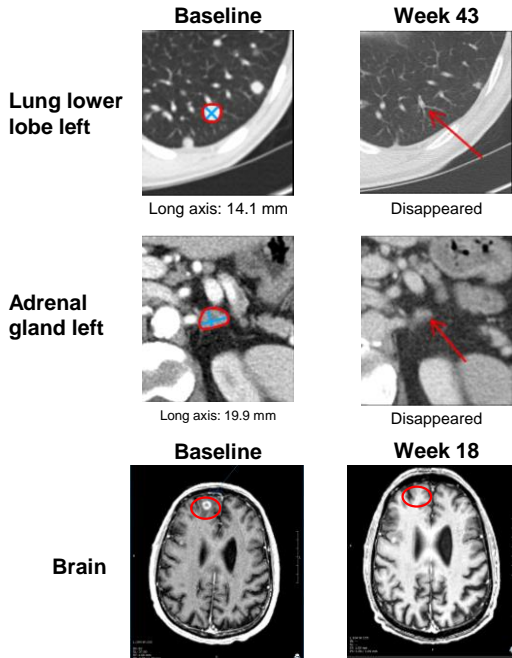 Baseline
Week 43
Lung lower
lobe left
Long axis: 14.1 mm
Disappeared
Adrenal
gland left
Long axis: 19.9 mm
Disappeared
Baseline
Week 18
Brain